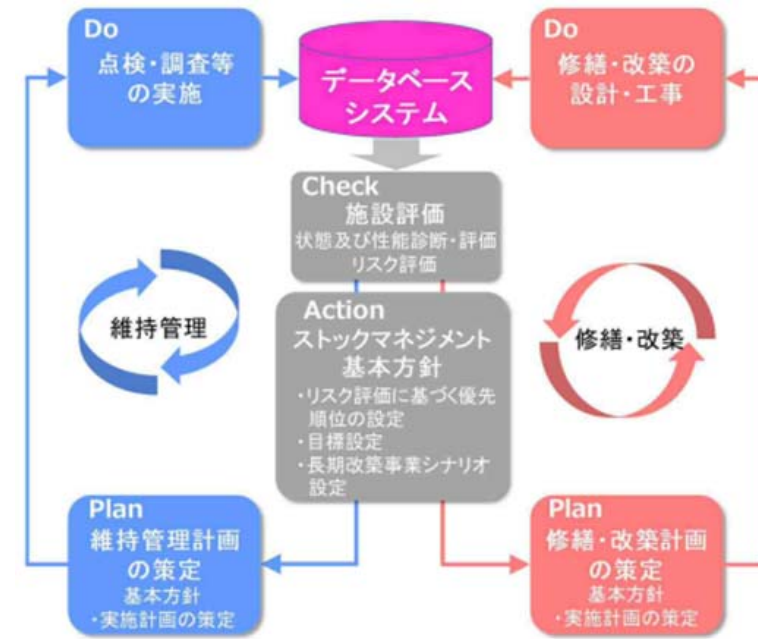 Do
点検・調査等
の実施
データベース
システム
Do
修繕・改築の
設計・工事
Check
施設評価
状態及び性能診断・評価
リスク評価
維持管理
Action
ストックマネジメント
基本方針
・リスク評価に基づく優先
順位の設定
・目標設定
・長期改築事業シナリオ
設定
修繕・改築
Plan
維持管理計画
の策定
基本方針
・実施計画の策定
Plan
修繕・改築計画
の策定
基本方針
・実施計画の策定